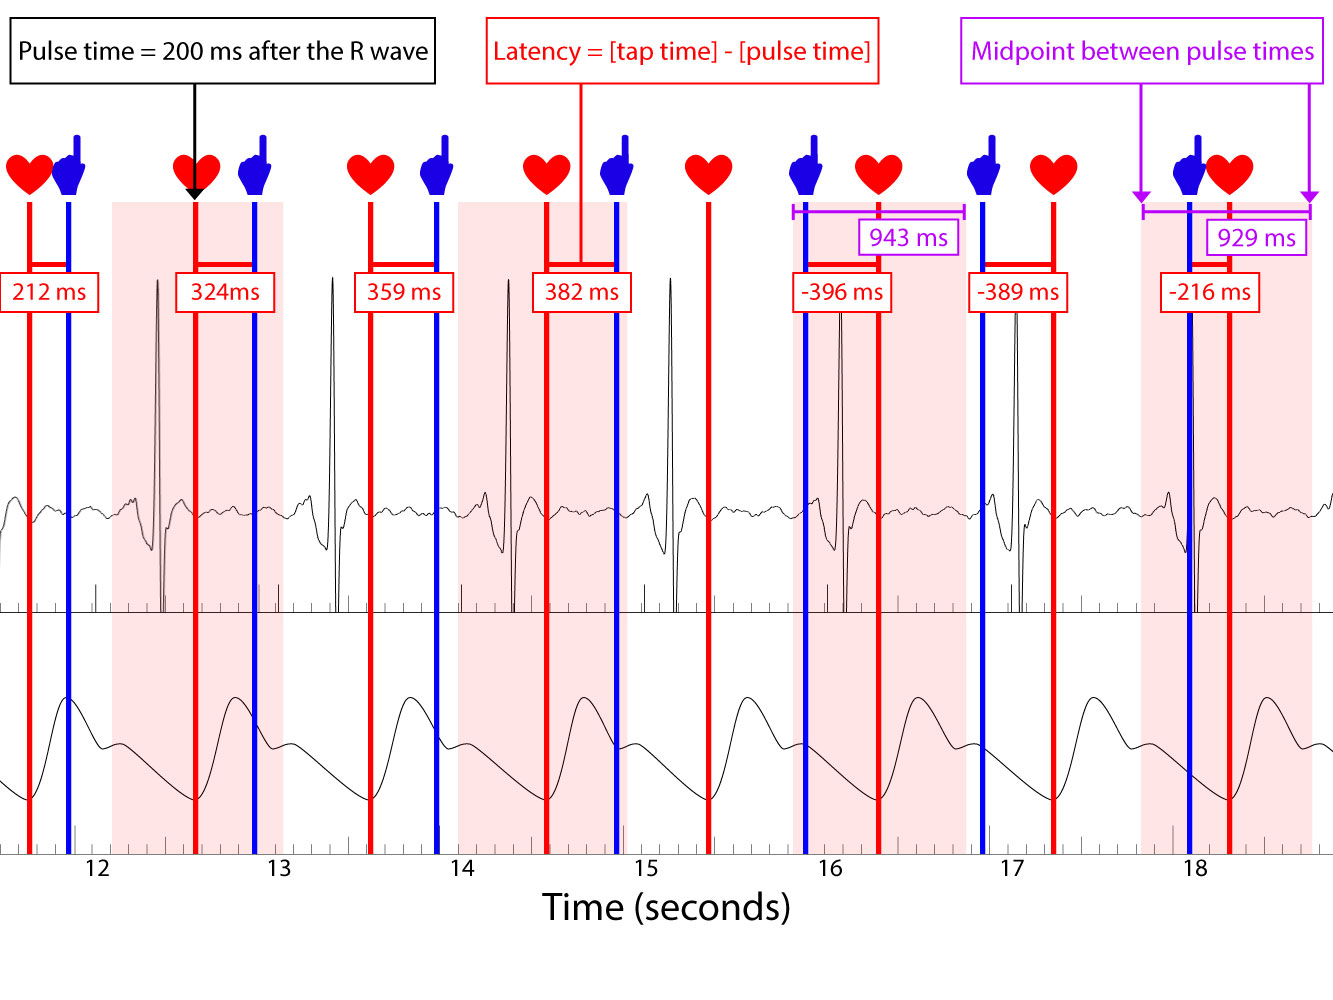 Pulse time = 200 ms after the R wave
Latency = [tap time] - [pulse time]
Midpoint between pulse times
943 ms
929 ms
212 ms
324ms
359 ms
382 ms
-396 ms
-389 ms
-216 ms
12
13
14
15
16
17
18
Time (seconds)